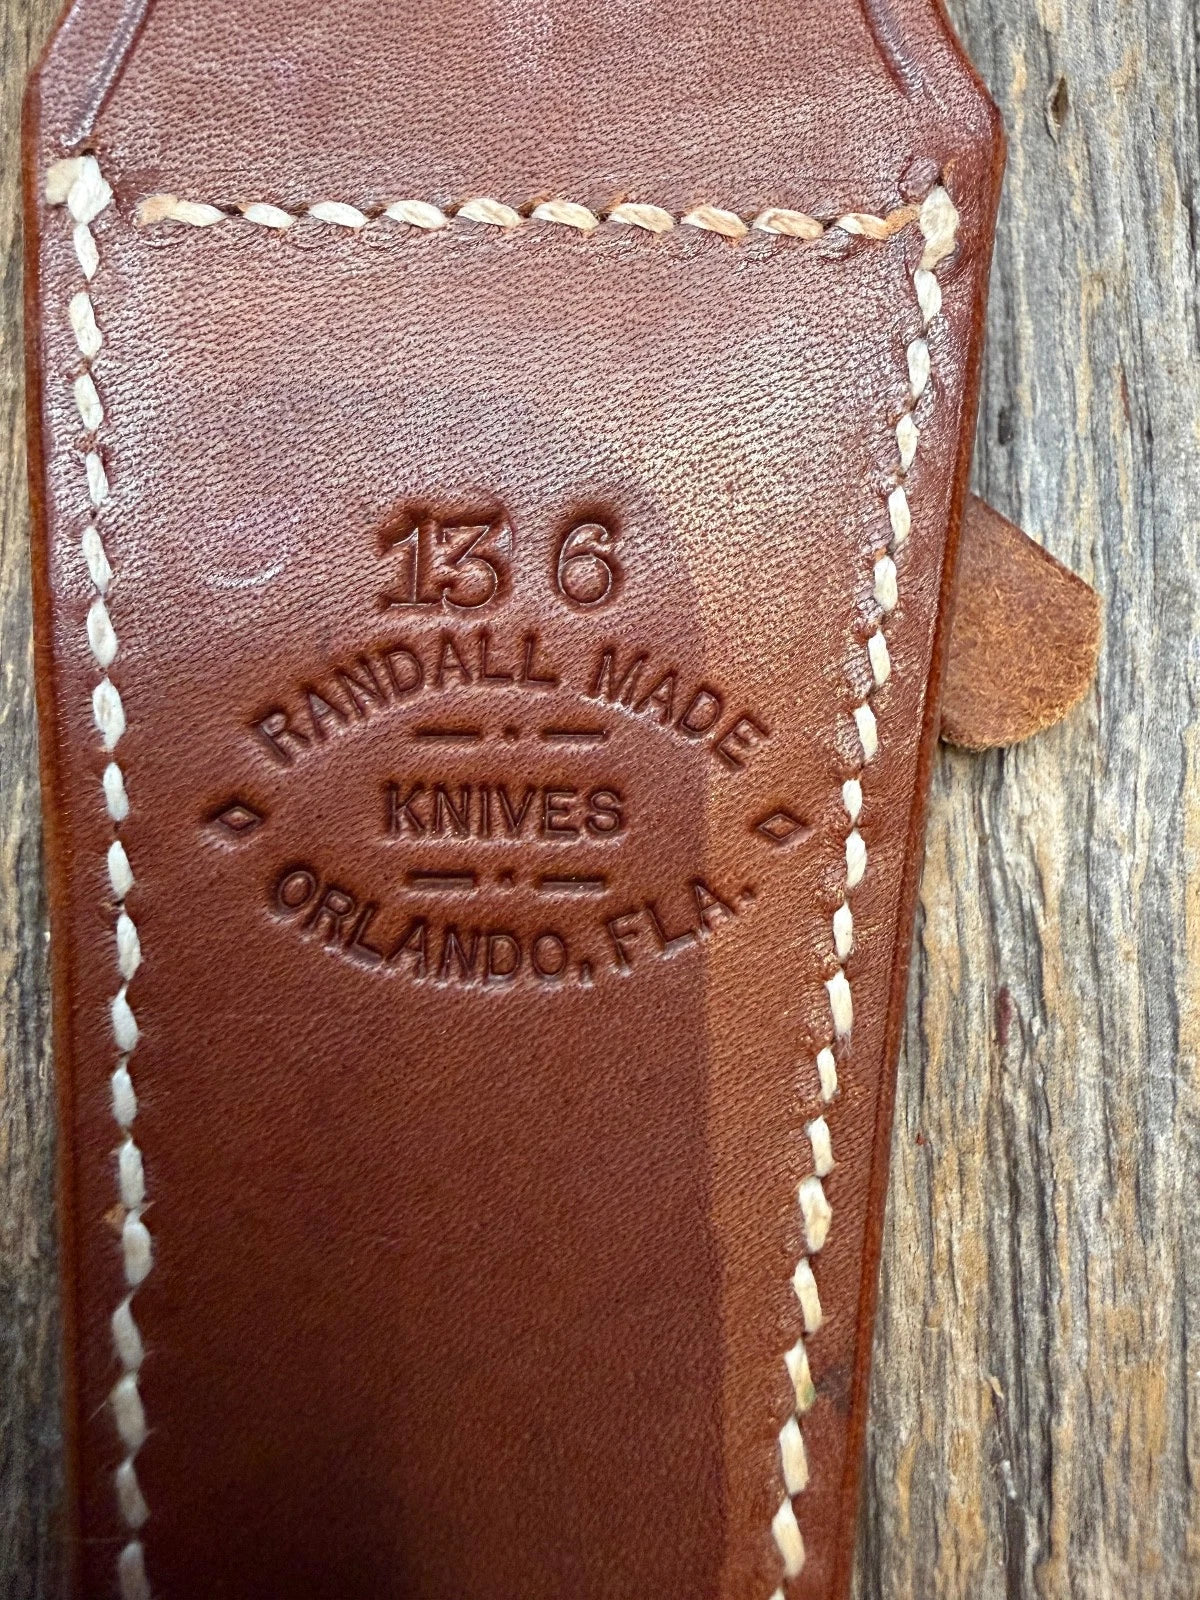 13 6
RANDALL MADE
KNIVES
ORLANDO, FLA.